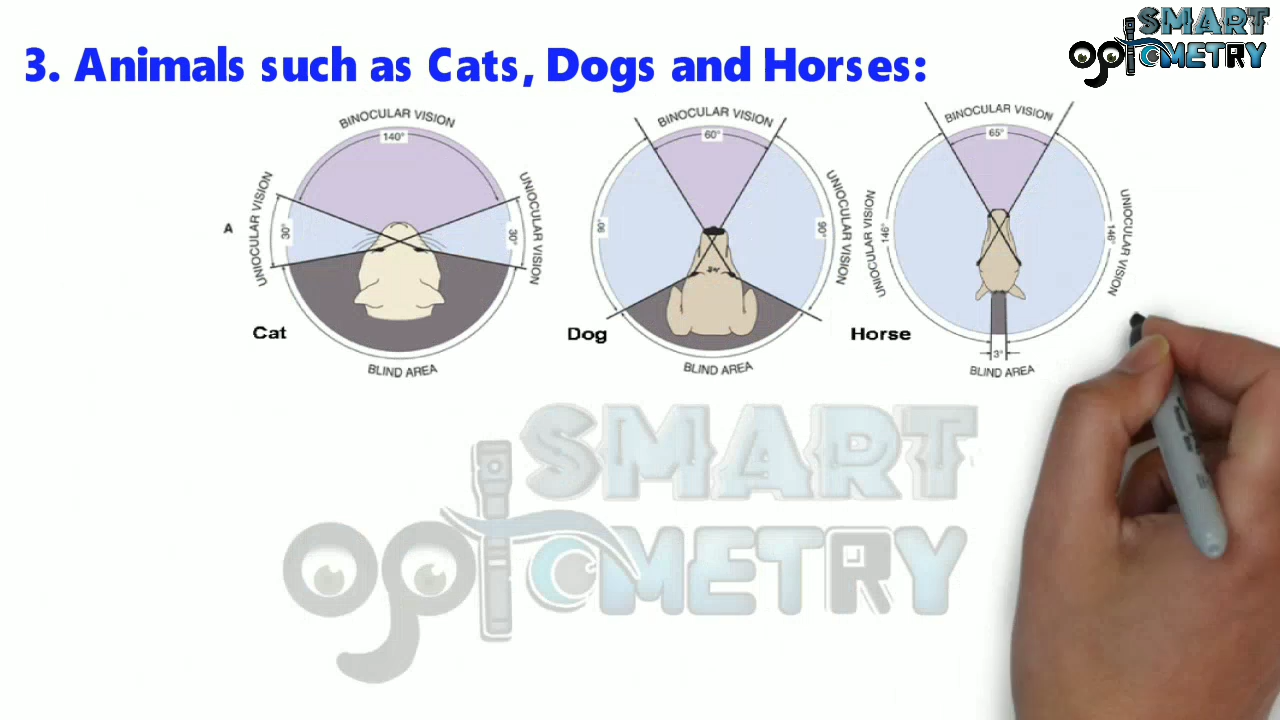 SMART
OPTOMETRY
3. Animals such as Cats, Dogs and Horses:
A
BINOCULAR VISION
140°
UNIOCULAR VISION
30°
30°
UNIOCULAR VISION
Cat
BLIND AREA
BINOCULAR VISION
60°
90°
90°
UNIOCULAR VISION
Dog
BLIND AREA
BINOCULAR VISION
65°
UNIOCULAR VISION
146°
146°
UNIOCULAR VISION
Horse
3°
BLIND AREA
SMART
OPTOMETRY